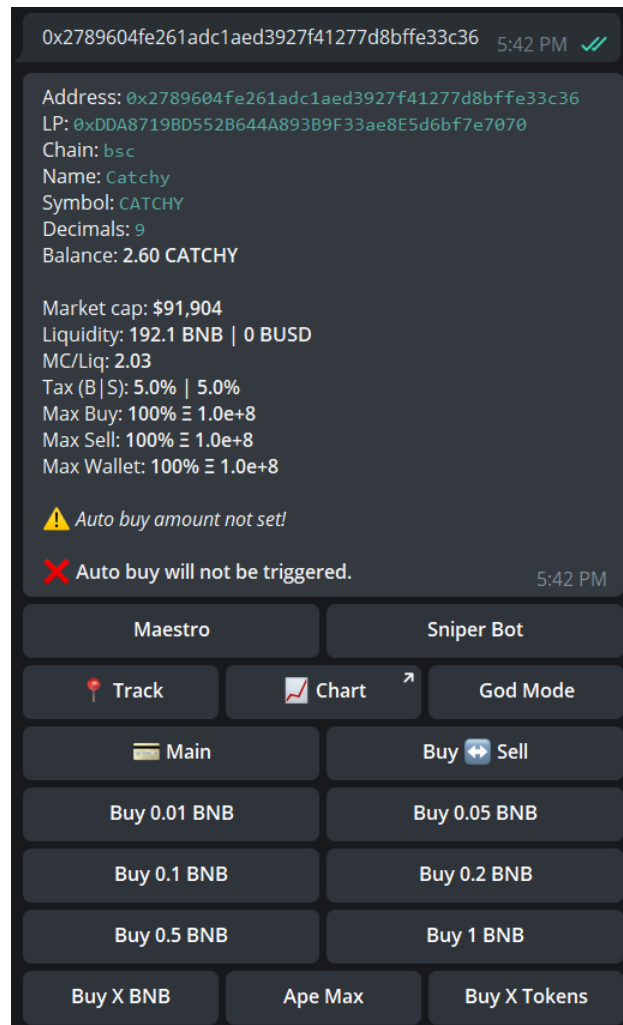 0x2789604fe261adc1aed3927f41277d8bffe33c36 5:42 PM
Address: 0x2789604fe261adc1aed3927f41277d8bffe33c36
LP: 0xDDA8719BD552B644A893B9F33ae8E5d6bf7e7070
Chain: bsc
Name: Catchy
Symbol: CATCHY
Decimals: 9
Balance: 2.60 CATCHY
Market cap: $91,904
Liquidity: 192.1 BNB | 0 BUSD
MC/Liq: 2.03
Tax (B|S): 5.0% | 5.0%
Max Buy: 100% Ξ 1.0e+8
Max Sell: 100% Ξ 1.0e+8
Max Wallet: 100% Ξ 1.0e+8
⚠️ Auto buy amount not set!
❌ Auto buy will not be triggered. 5:42 PM
Maestro Sniper Bot
📍 Track 📈 Chart God Mode
💳 Main Buy ↔️ Sell
Buy 0.01 BNB Buy 0.05 BNB
Buy 0.1 BNB Buy 0.2 BNB
Buy 0.5 BNB Buy 1 BNB
Buy X BNB Ape Max Buy X Tokens